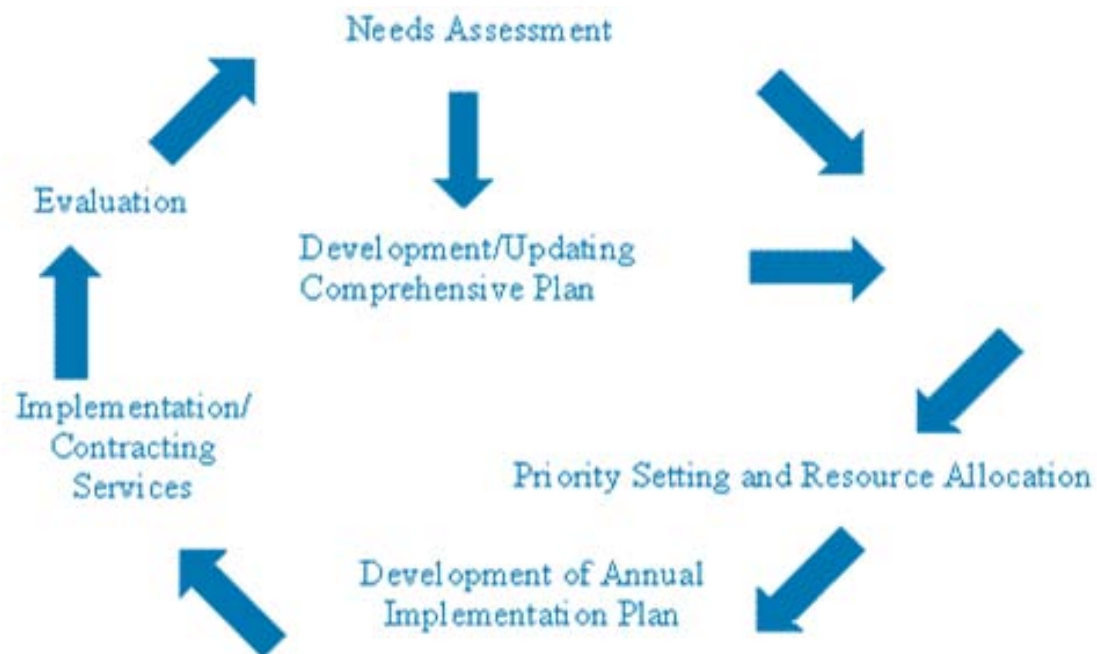 Needs Assessment
Evaluation
Development/Updating
Comprehensive Plan
Implementation/
Contracting
Services
Priority Setting and Resource Allocation
Development of Annual
Implementation Plan